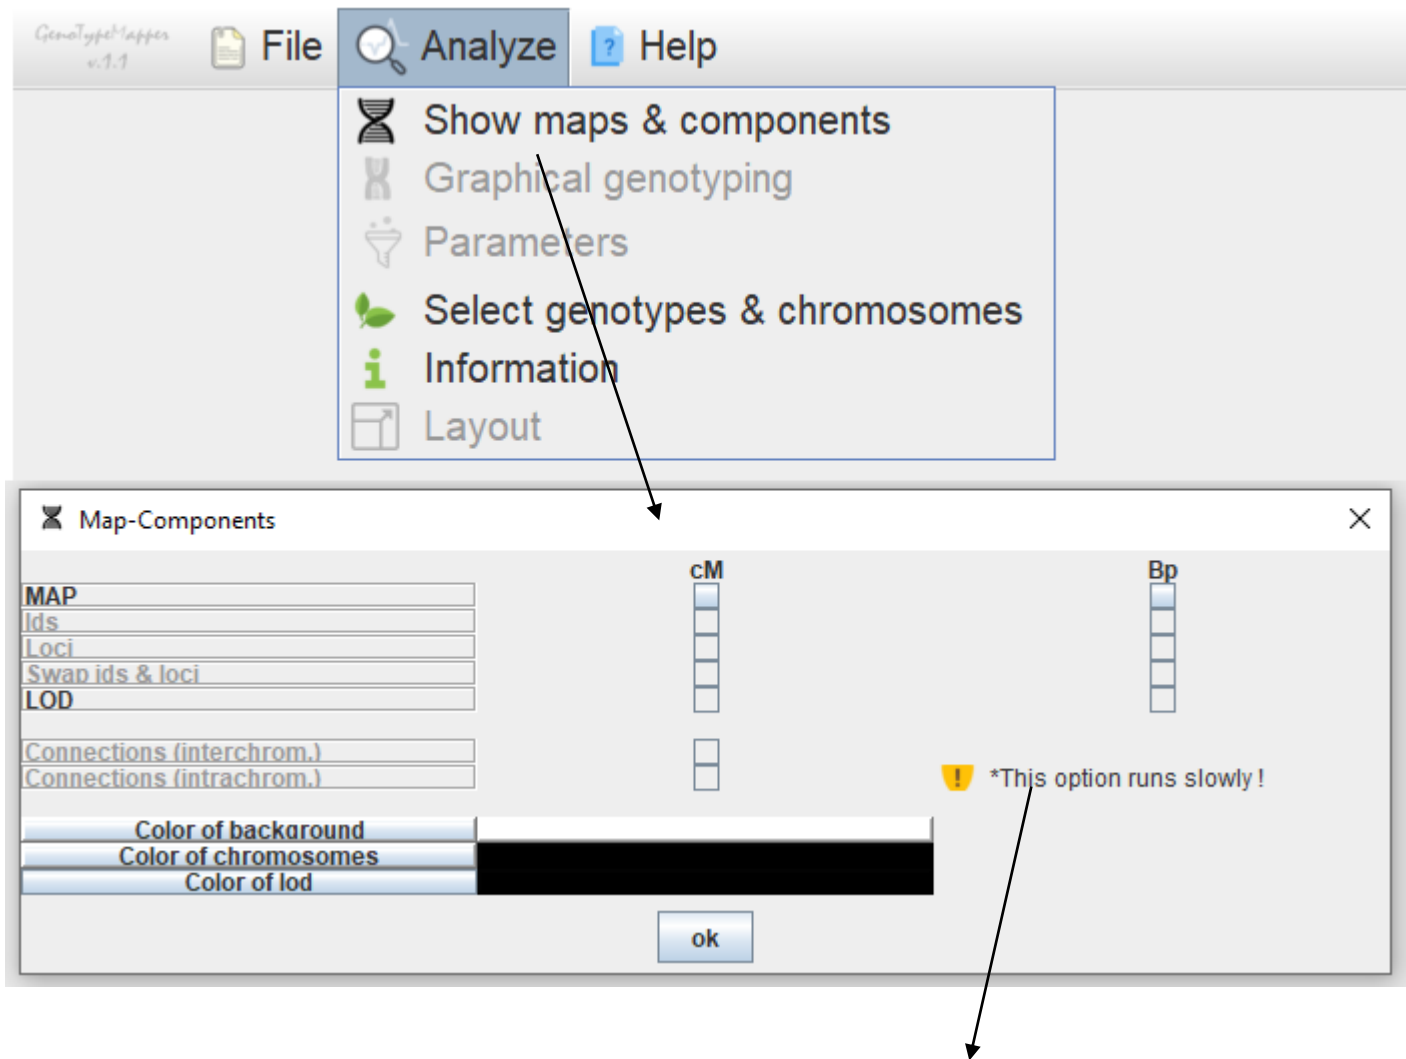 GenoTypeMapper
v.1.1
File Analyze Help
Show maps & components
Graphical genotyping
Parameters
Select genotypes & chromosomes
Information
Layout
Map-Components
cM Bp
MAP
Ids
Loci
Swap ids & loci
LOD
Connections (interchrom.)
Connections (intrachrom.)
! *This option runs slowly!
Color of background
Color of chromosomes
Color of lod
ok